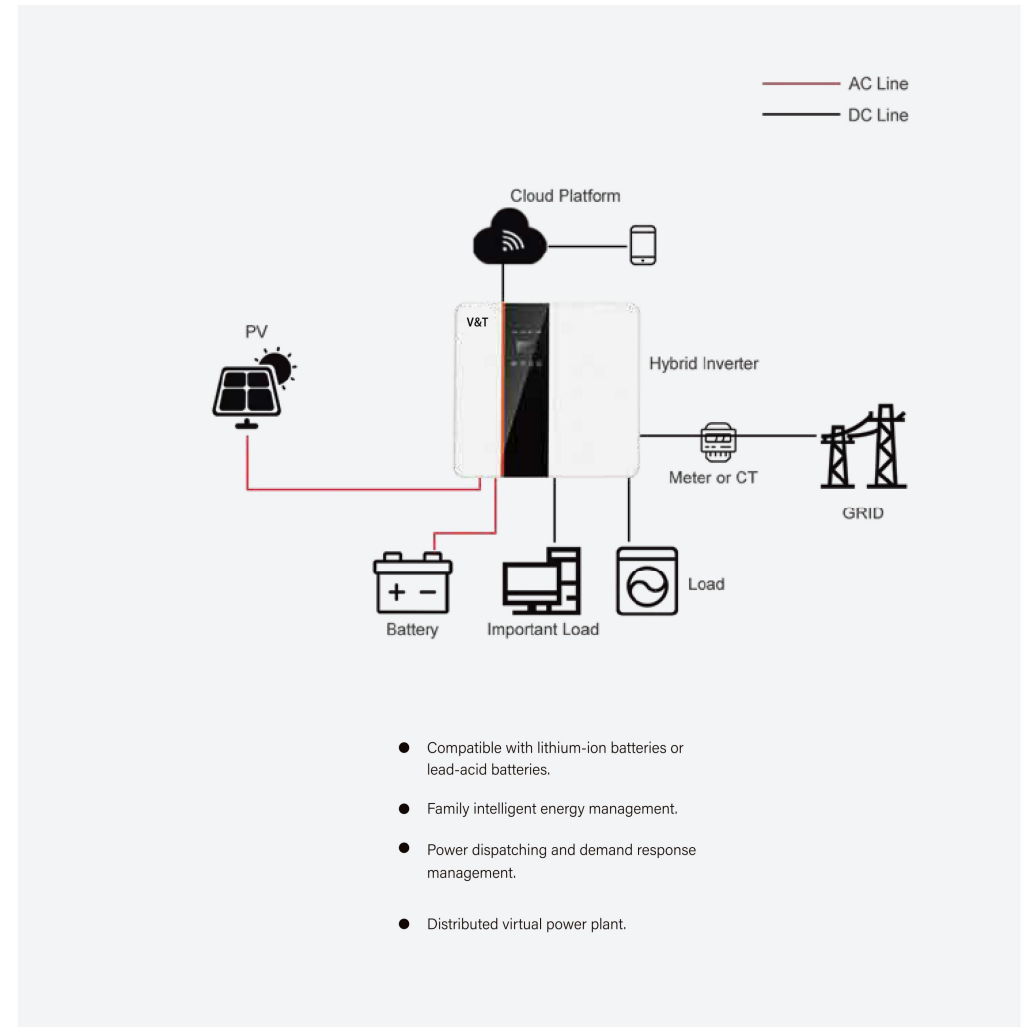 AC Line
DC Line
Cloud Platform
V&T
PV
Hybrid Inverter
Meter or CT
GRID
Load
Battery
Important Load
Compatible with lithium-ion batteries or
lead-acid batteries.
Family intelligent energy management.
Power dispatching and demand response
management.
Distributed virtual power plant.